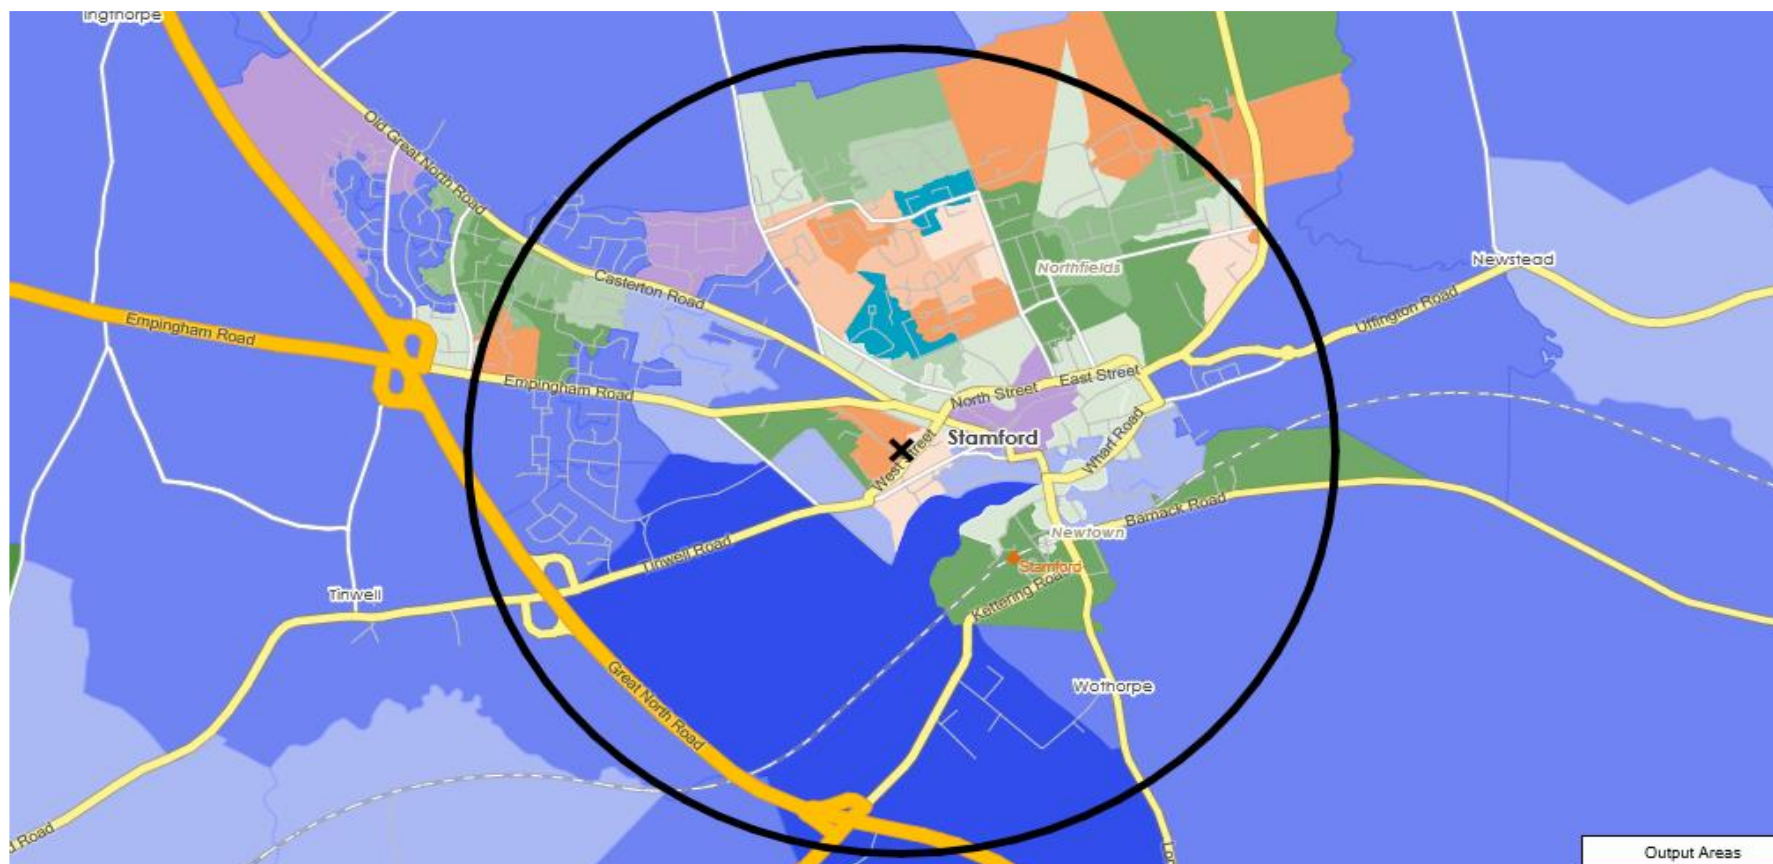 Ingthorpe
Old Great North Road
Casterton Road
Northfields
Newstead
Uffington Road
Empingham Road
Empingham Road
North Street
East Street
Stamford
West Street
Wharf Road
Barnack Road
Newtown
Stamford
Kettering Road
Tinwell Road
Tinwell
Great North Road
Wothorpe
Road
Output Areas